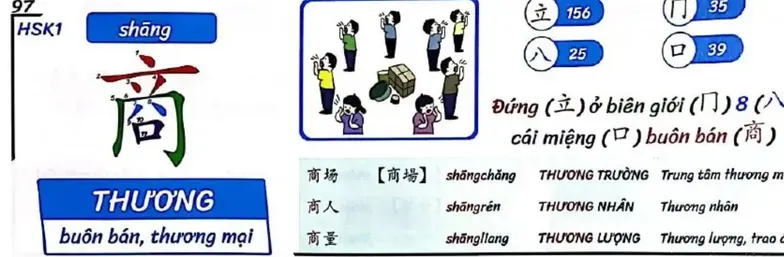 97
HSK1
shāng
商
THƯƠNG
buôn bán, thương mại
立 156
冂 35
八 25
口 39
Đứng (立) ở biên giới (冂) 8 (八
cái miệng (口) buôn bán (商)
商场 【商場】 shāngchǎng THƯƠNG TRƯỜNG Trung tâm thương m
商人 shāngrén THƯƠNG NHÂN Thương nhân
商量 shāngliang THƯƠNG LƯỢNG Thương lượng, trao